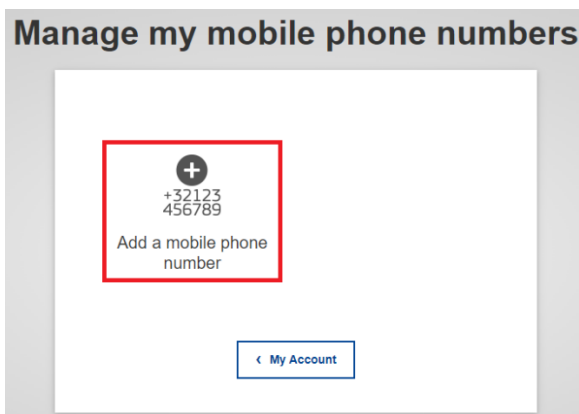 Manage my mobile phone numbers
+32123
456789
Add a mobile phone
number
‹ My Account